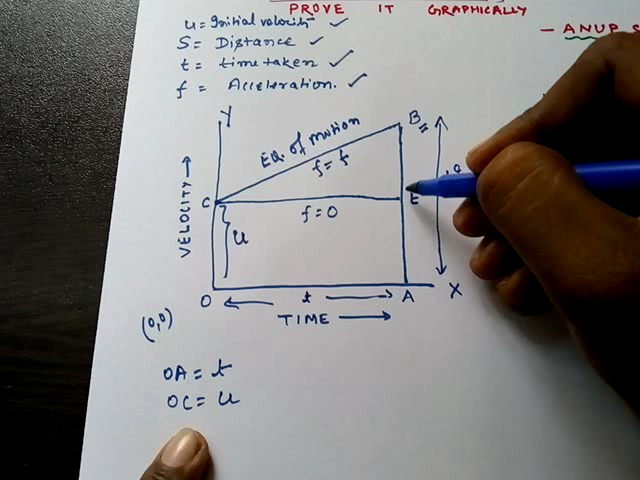 PROVE IT GRAPHICALLY
- ANUP S
u = Initial velocity ✓
S = Distance ✓
t = time taken ✓
f = Acceleration. ✓
Y
B
EQ. of motion
f = f
VELOCITY →
C
E
f = 0
u
O
← t →
A
X
TIME →
(0,0)
OA = t
OC = u